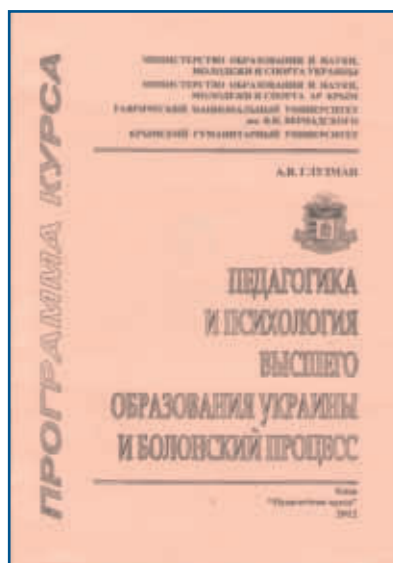 ПРОГРАММА КУРСА
МИНИСТЕРСТВО ОБРАЗОВАНИЯ И НАУКИ,
МОЛОДЕЖИ И СПОРТА УКРАИНЫ
МИНИСТЕРСТВО ОБРАЗОВАНИЯ И НАУКИ,
МОЛОДЕЖИ И СПОРТА АР КРЫМ
ТАВРИЧЕСКИЙ НАЦИОНАЛЬНЫЙ УНИВЕРСИТЕТ
им. В.И. ВЕРНАДСКОГО
КРЫМСКИЙ ГУМАНИТАРНЫЙ УНИВЕРСИТЕТ
А.В. ГЛУЗМАН
ПЕДАГОГИКА
И ПСИХОЛОГИЯ
ВЫСШЕГО
ОБРАЗОВАНИЯ УКРАИНЫ
И БОЛОНСКИЙ ПРОЦЕСС
2012